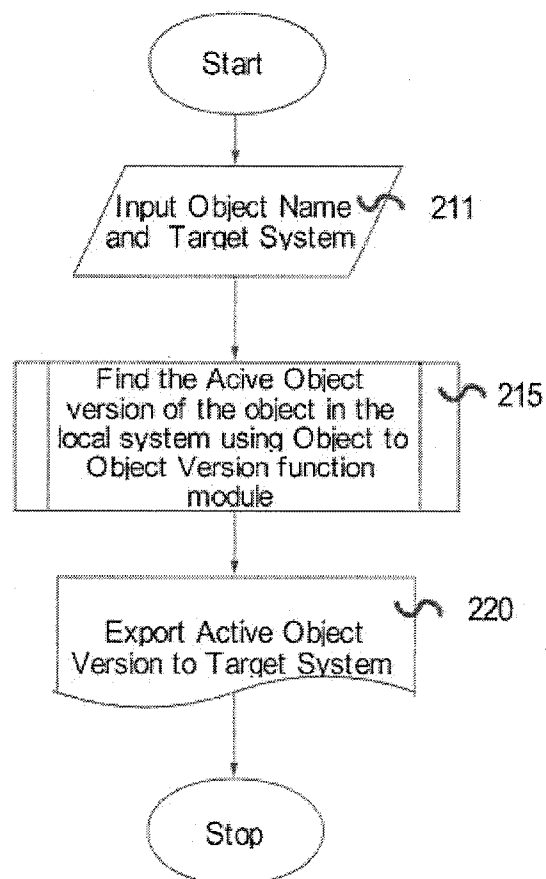 Start
Input Object Name
and Target System
211
Find the Acive Object
version of the object in the
local system using Object to
Object Version function
module
215
Export Active Object
Version to Target System
220
Stop